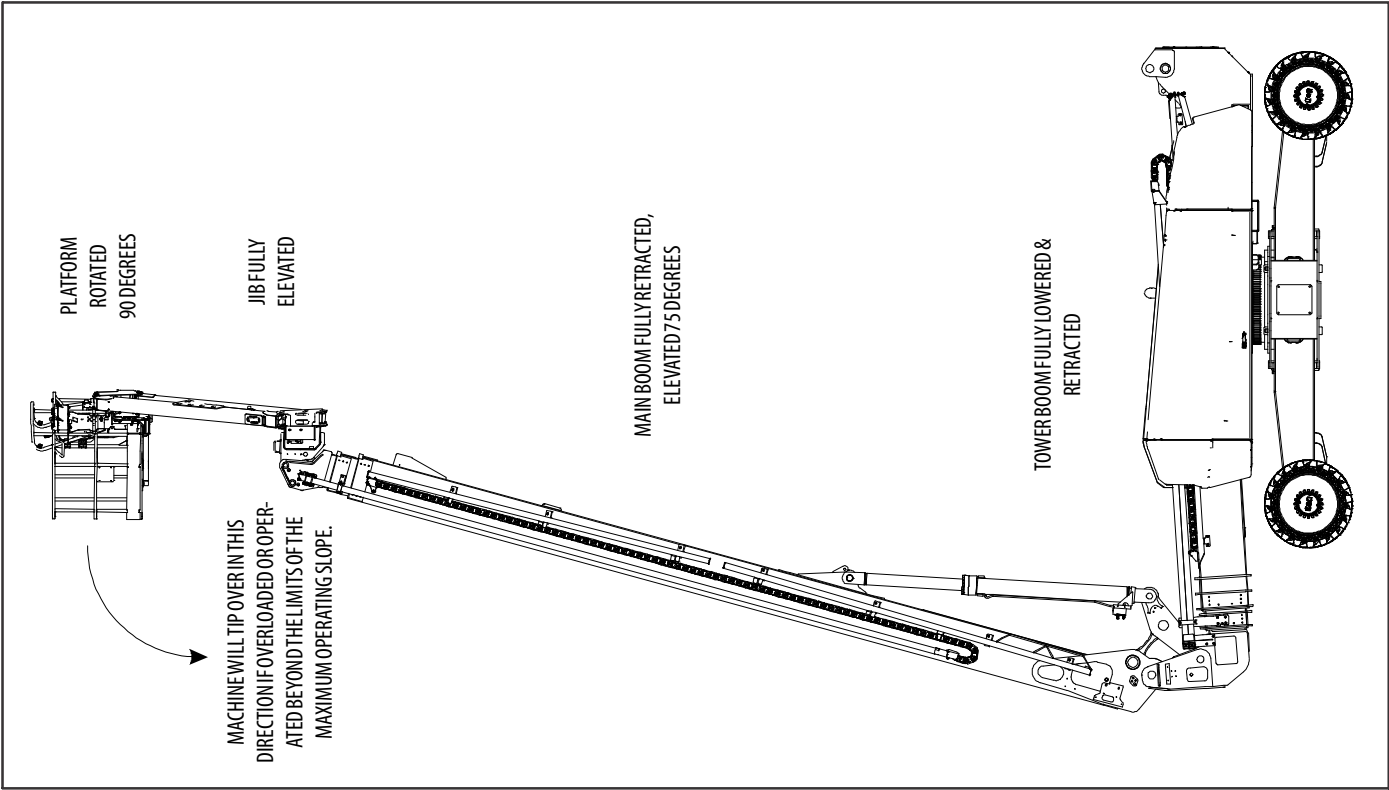 PLATFORM
ROTATED
90 DEGREES
JIB FULLY
ELEVATED
MAIN BOOM FULLY RETRACTED,
ELEVATED 75 DEGREES
TOWER BOOM FULLY LOWERED &
RETRACTED
MACHINE WILL TIP OVER IN THIS
DIRECTION IF OVERLOADED OR OPER-
ATED BEYOND THE LIMITS OF THE
MAXIMUM OPERATING SLOPE.